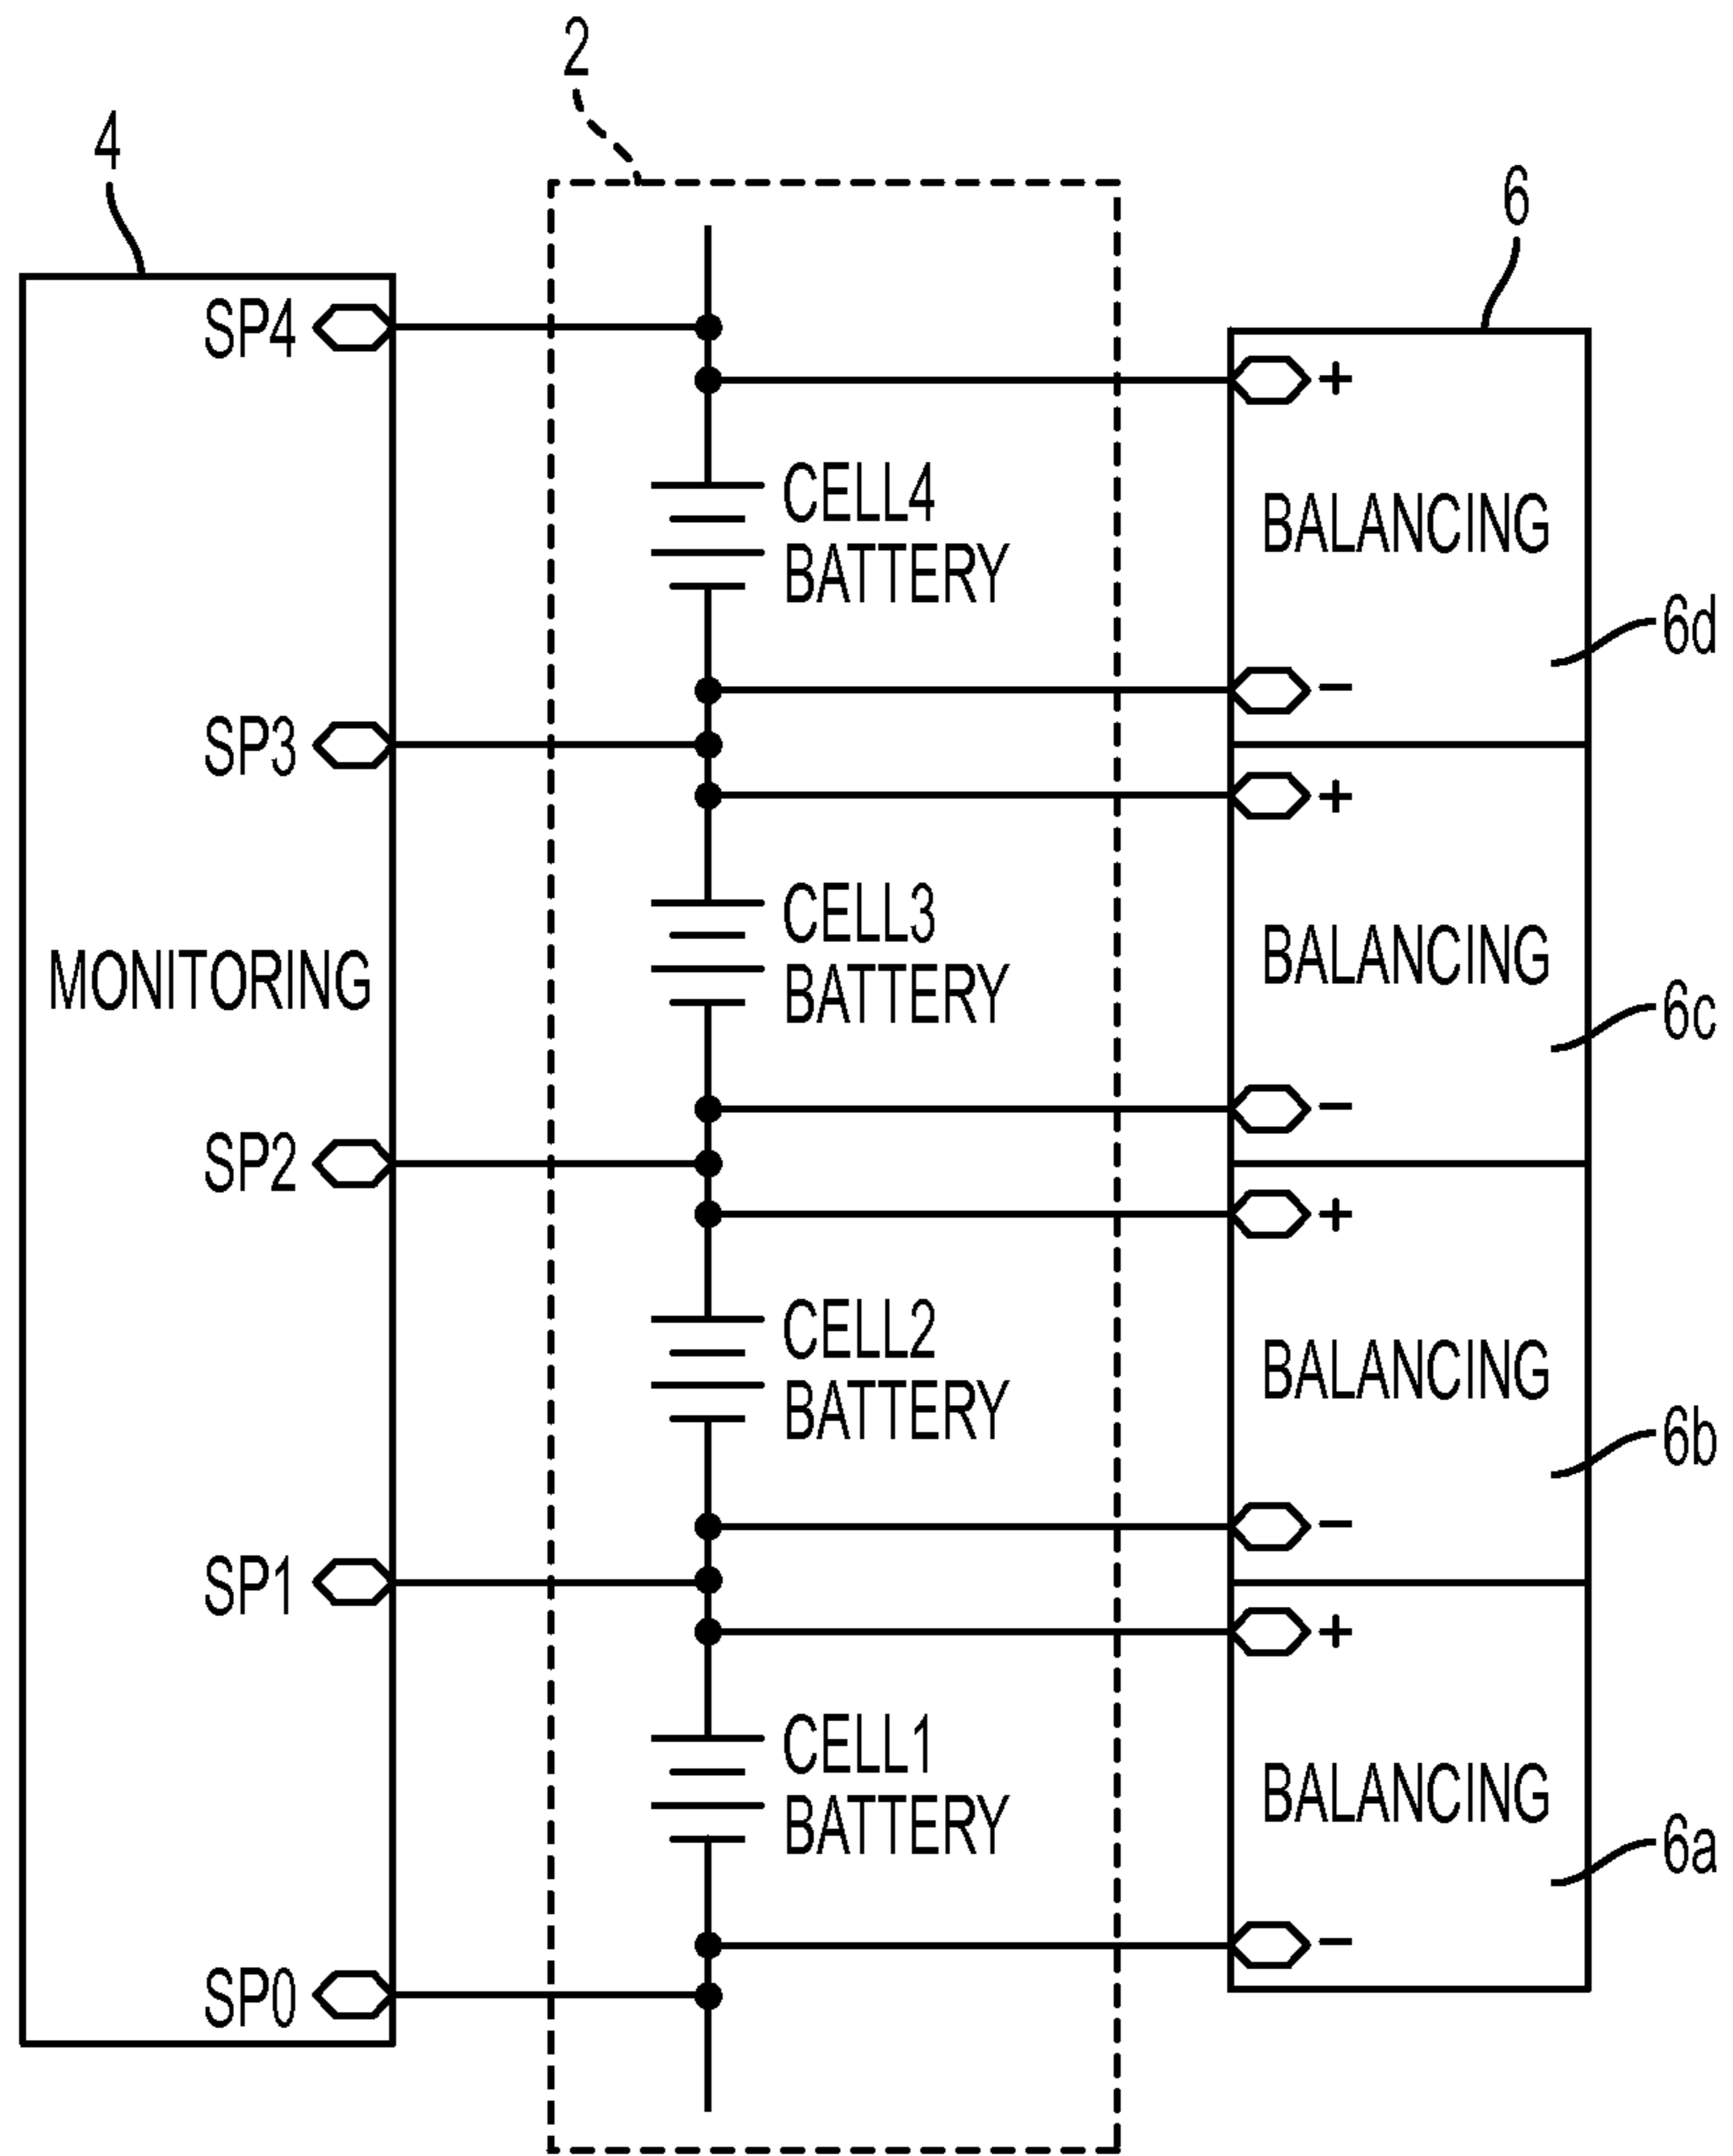 2
4
6
SP4
+
CELL4
BATTERY
BALANCING
6d
−
SP3
+
CELL3
BATTERY
MONITORING
BALANCING
6c
−
SP2
+
CELL2
BATTERY
BALANCING
6b
−
SP1
+
CELL1
BATTERY
BALANCING
6a
−
SP0